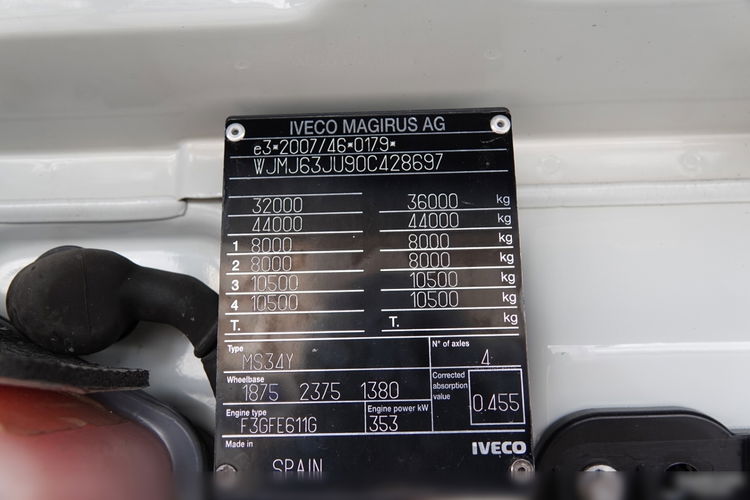 IVECO MAGIRUS AG
e3*2007/46*0179*
WJMJ63JU90C428697
32000 36000 kg
44000 44000 kg
1 8000 8000 kg
2 8000 8000 kg
3 10500 10500 kg
4 10500 10500 kg
T. T. kg
Type MS34Y N° of axles 4
Wheelbase 1875 2375 1380 Corrected absorption value 0.455
Engine type F3GFE611G Engine power kW 353
Made in SPAIN IVECO